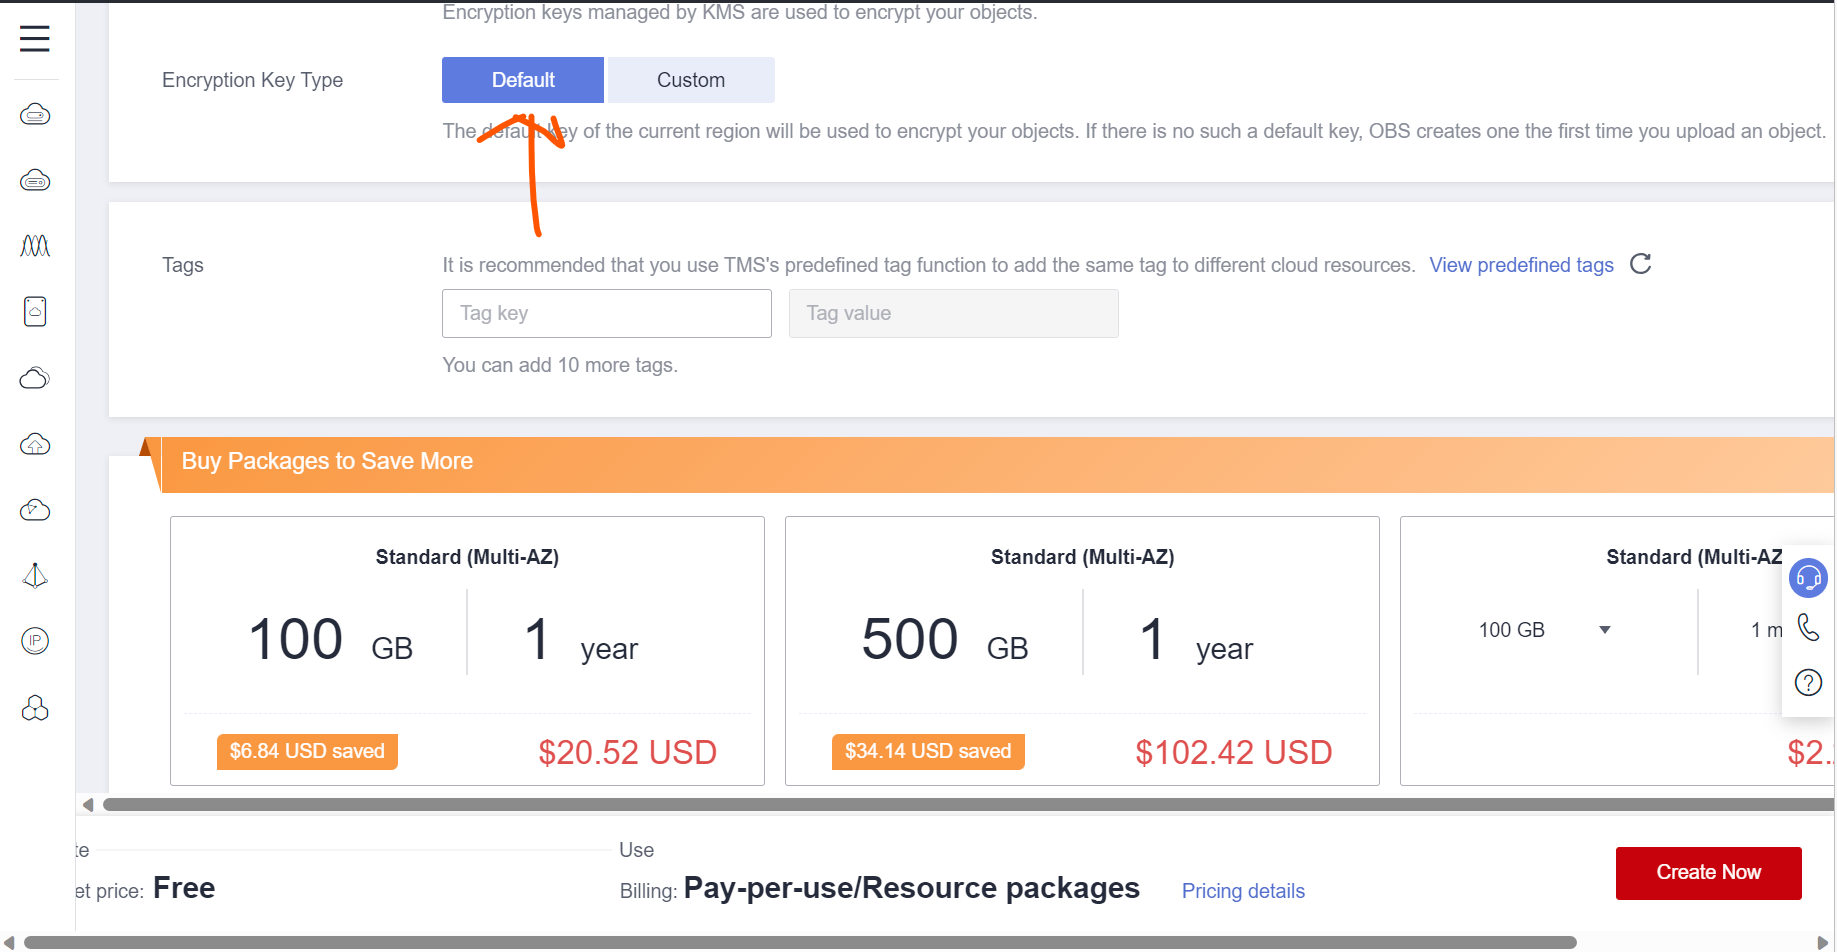 Encryption keys managed by KMS are used to encrypt your objects.
Encryption Key Type
Default
Custom
The default key of the current region will be used to encrypt your objects. If there is no such a default key, OBS creates one the first time you upload an object.
Tags
It is recommended that you use TMS's predefined tag function to add the same tag to different cloud resources. View predefined tags
Tag key
Tag value
You can add 10 more tags.
Buy Packages to Save More
Standard (Multi-AZ)
100 GB
1 year
$6.84 USD saved
$20.52 USD
Standard (Multi-AZ)
500 GB
1 year
$34.14 USD saved
$102.42 USD
Standard (Multi-AZ
100 GB
1 m
$2.
IP
?
te
Use
et price: Free
Billing: Pay-per-use/Resource packages
Pricing details
Create Now